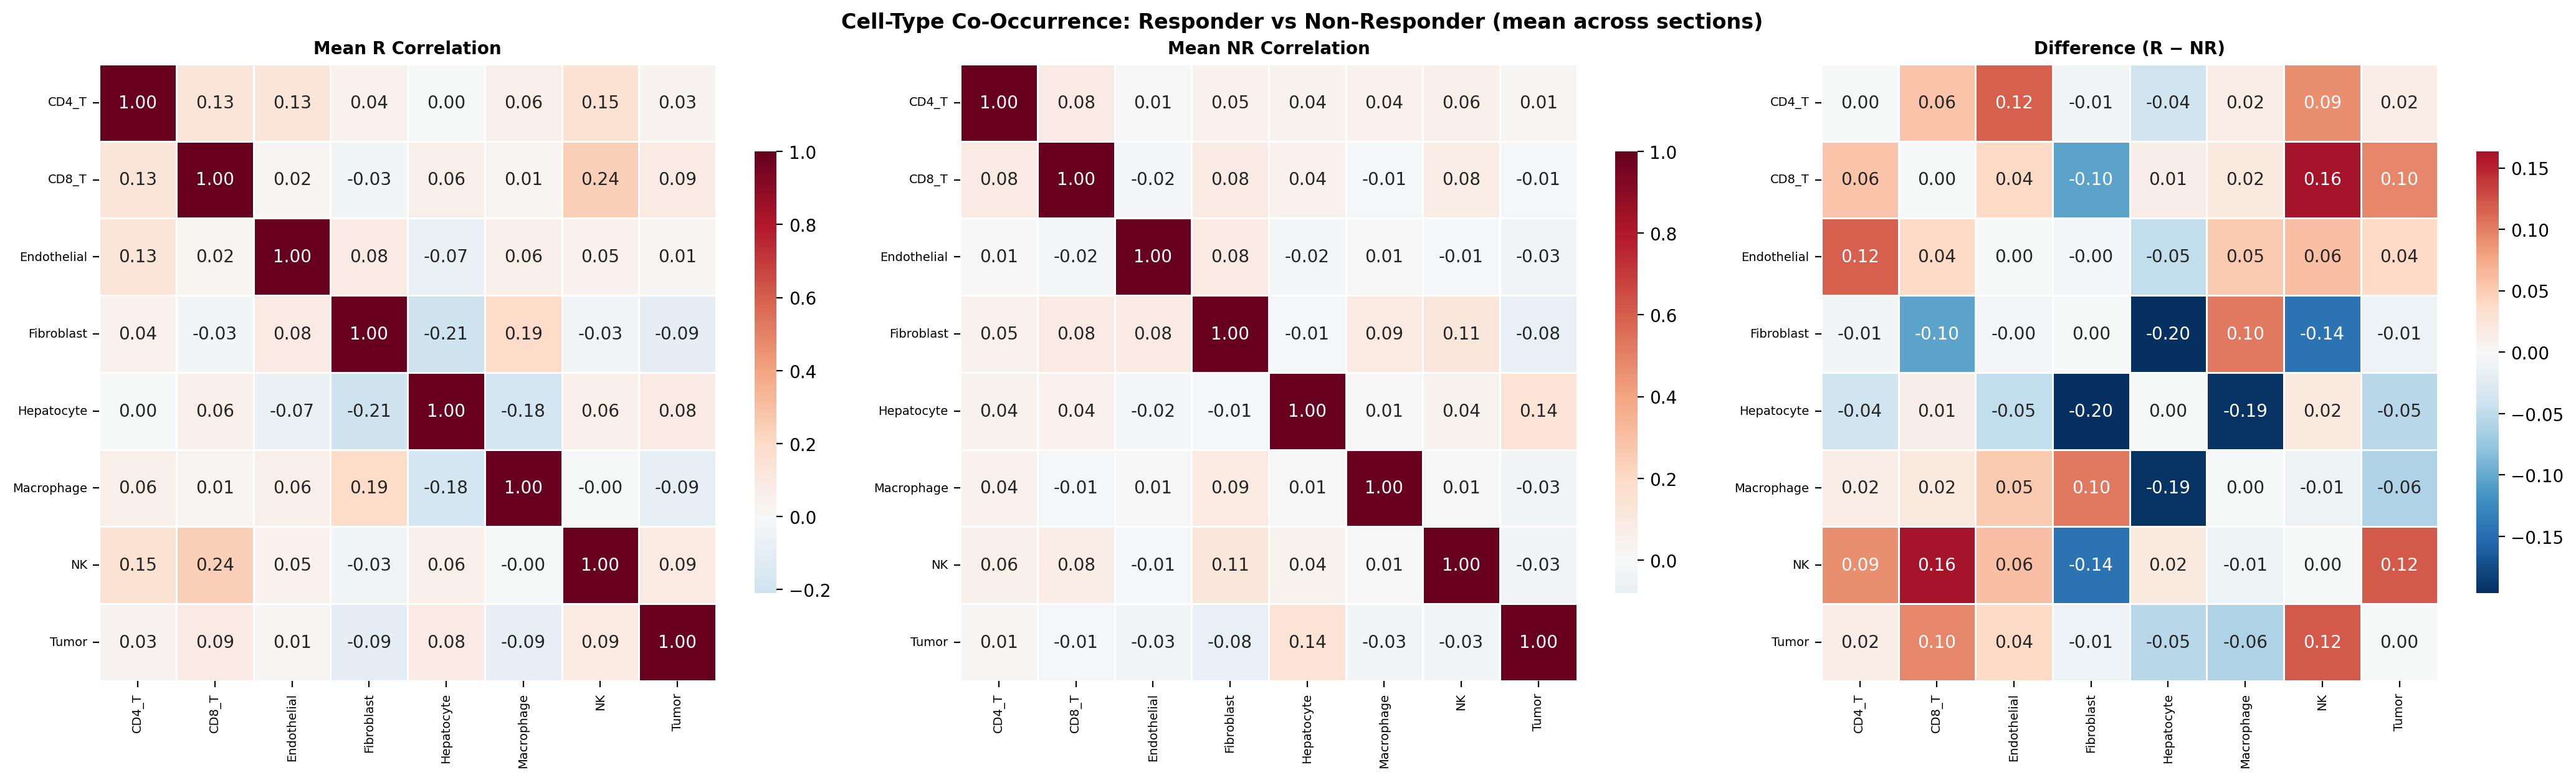 Cell-Type Co-Occurrence: Responder vs Non-Responder (mean across sections)
Mean R Correlation
CD4_T 1.00 0.13 0.13 0.04 0.00 0.06 0.15 0.03
CD8_T 0.13 1.00 0.02 -0.03 0.06 0.01 0.24 0.09
Endothelial 0.13 0.02 1.00 0.08 -0.07 0.06 0.05 0.01
Fibroblast 0.04 -0.03 0.08 1.00 -0.21 0.19 -0.03 -0.09
Hepatocyte 0.00 0.06 -0.07 -0.21 1.00 -0.18 0.06 0.08
Macrophage 0.06 0.01 0.06 0.19 -0.18 1.00 -0.00 -0.09
NK 0.15 0.24 0.05 -0.03 0.06 -0.00 1.00 0.09
Tumor 0.03 0.09 0.01 -0.09 0.08 -0.09 0.09 1.00
CD4_T CD8_T Endothelial Fibroblast Hepatocyte Macrophage NK Tumor
1.0
0.8
0.6
0.4
0.2
0.0
−0.2
Mean NR Correlation
CD4_T 1.00 0.08 0.01 0.05 0.04 0.04 0.06 0.01
CD8_T 0.08 1.00 -0.02 0.08 0.04 -0.01 0.08 -0.01
Endothelial 0.01 -0.02 1.00 0.08 -0.02 0.01 -0.01 -0.03
Fibroblast 0.05 0.08 0.08 1.00 -0.01 0.09 0.11 -0.08
Hepatocyte 0.04 0.04 -0.02 -0.01 1.00 0.01 0.04 0.14
Macrophage 0.04 -0.01 0.01 0.09 0.01 1.00 0.01 -0.03
NK 0.06 0.08 -0.01 0.11 0.04 0.01 1.00 -0.03
Tumor 0.01 -0.01 -0.03 -0.08 0.14 -0.03 -0.03 1.00
CD4_T CD8_T Endothelial Fibroblast Hepatocyte Macrophage NK Tumor
1.0
0.8
0.6
0.4
0.2
0.0
Difference (R − NR)
CD4_T 0.00 0.06 0.12 -0.01 -0.04 0.02 0.09 0.02
CD8_T 0.06 0.00 0.04 -0.10 0.01 0.02 0.16 0.10
Endothelial 0.12 0.04 0.00 -0.00 -0.05 0.05 0.06 0.04
Fibroblast -0.01 -0.10 -0.00 0.00 -0.20 0.10 -0.14 -0.01
Hepatocyte -0.04 0.01 -0.05 -0.20 0.00 -0.19 0.02 -0.05
Macrophage 0.02 0.02 0.05 0.10 -0.19 0.00 -0.01 -0.06
NK 0.09 0.16 0.06 -0.14 0.02 -0.01 0.00 0.12
Tumor 0.02 0.10 0.04 -0.01 -0.05 -0.06 0.12 0.00
CD4_T CD8_T Endothelial Fibroblast Hepatocyte Macrophage NK Tumor
0.15
0.10
0.05
0.00
−0.05
−0.10
−0.15